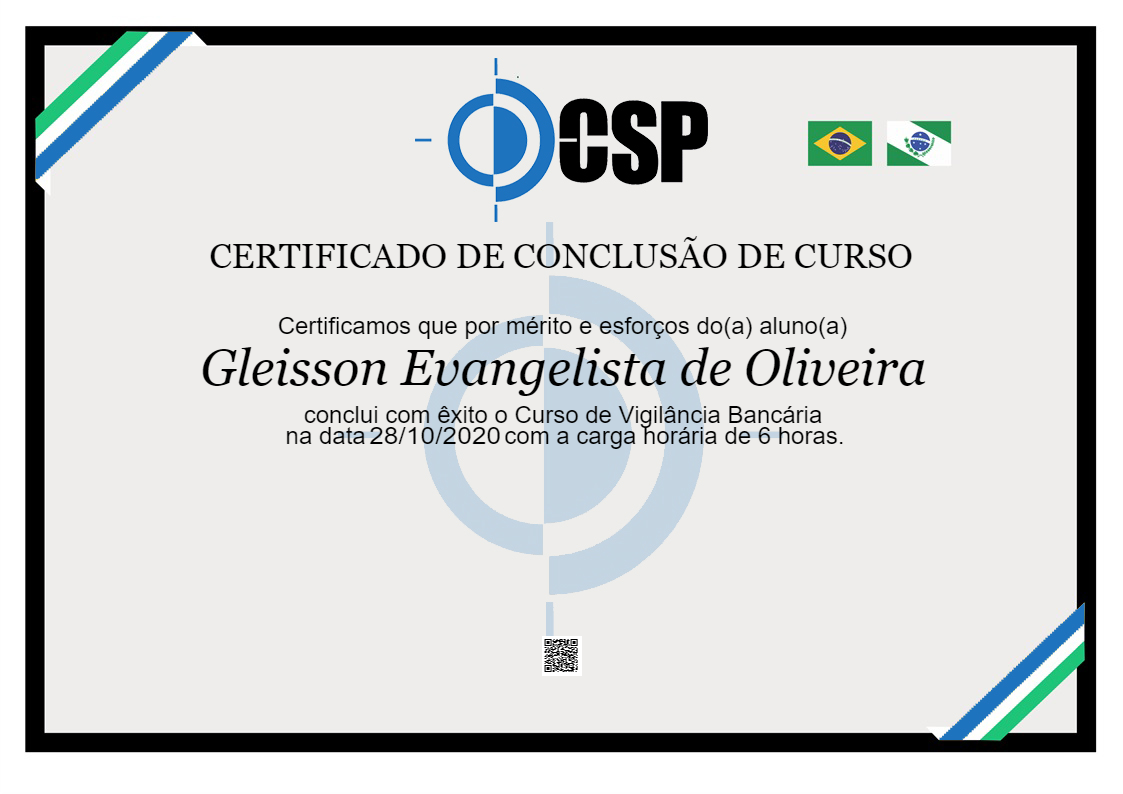 CSP
CERTIFICADO DE CONCLUSÃO DE CURSO
Certificamos que por mérito e esforços do(a) aluno(a)
Gleisson Evangelista de Oliveira
conclui com êxito o Curso de Vigilância Bancária
na data 28/10/2020 com a carga horária de 6 horas.